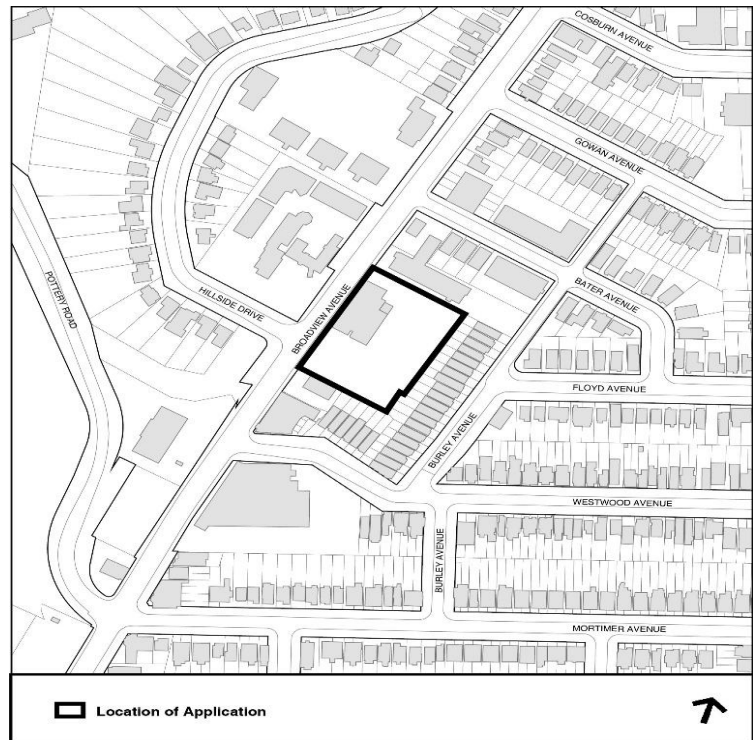 COSBURN AVENUE
GOWAN AVENUE
POTTERY ROAD
HILLSIDE DRIVE
BROADVIEW AVENUE
BATER AVENUE
FLOYD AVENUE
BURLEY AVENUE
WESTWOOD AVENUE
BURLEY AVENUE
MORTIMER AVENUE
Location of Application